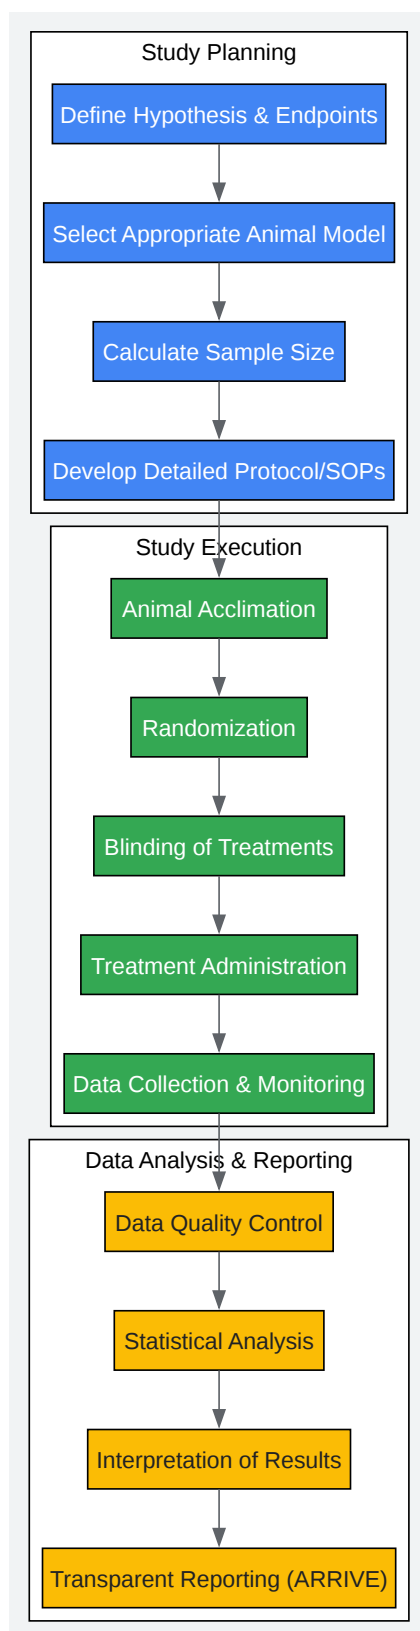 Study Planning
Define Hypothesis & Endpoints
Select Appropriate Animal Model
Calculate Sample Size
Develop Detailed Protocol/SOPs
Study Execution
Animal Acclimation
Randomization
Blinding of Treatments
Treatment Administration
Data Collection & Monitoring
Data Analysis & Reporting
Data Quality Control
Statistical Analysis
Interpretation of Results
Transparent Reporting (ARRIVE)